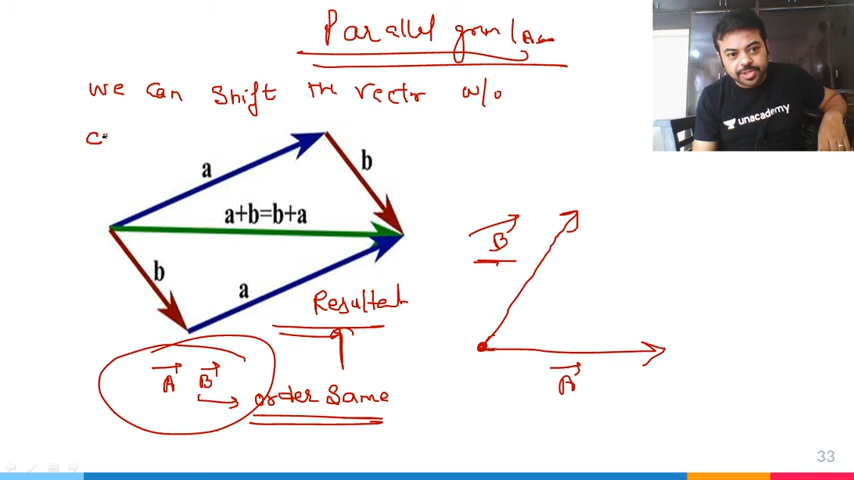 Parallel gram law
unacademy
We can shift the vector w/o
c
a
b
a+b=b+a
B
b
a
Resultant
A B
order same
A
33